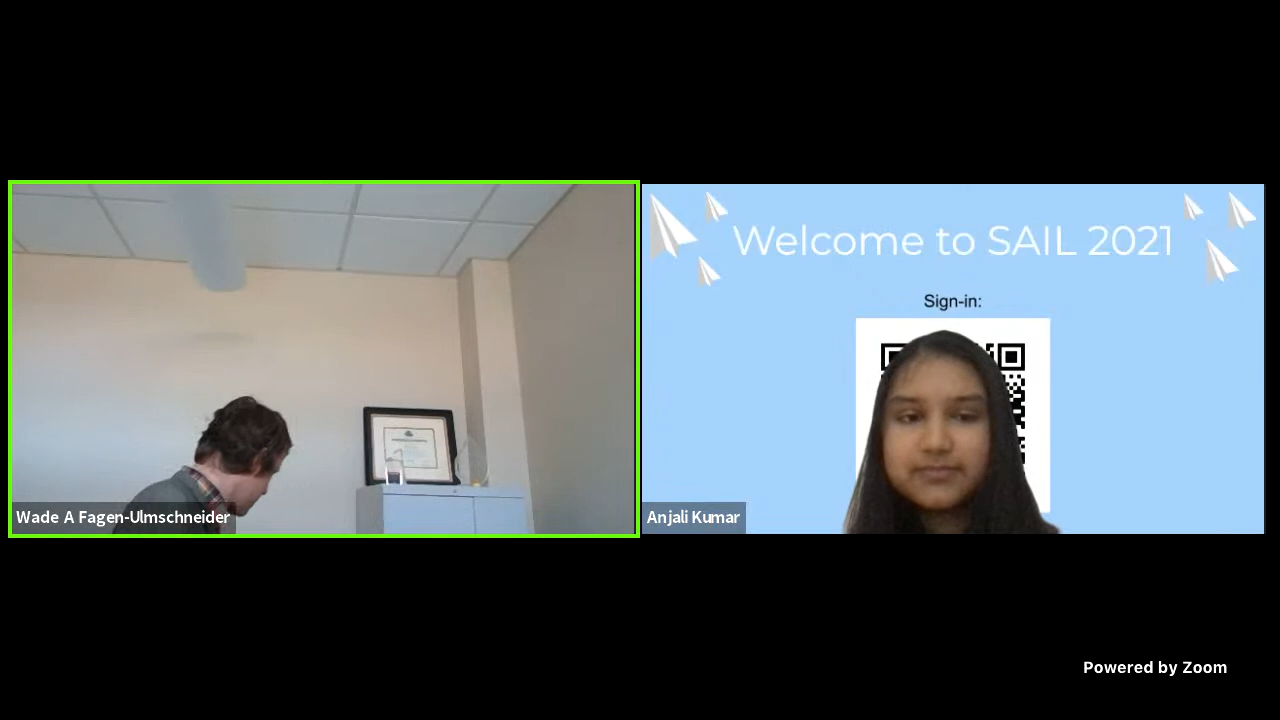 Welcome to SAIL 2021
Sign-in:
Wade A Fagen-Ulmschneider
Anjali Kumar
Powered by Zoom